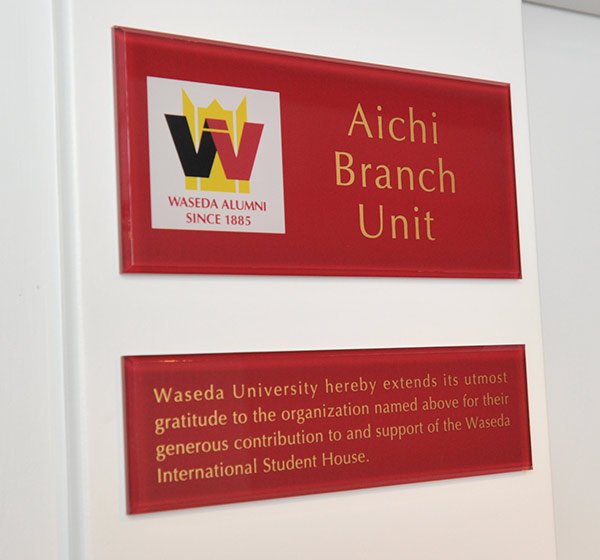 WASEDA ALUMNI
SINCE 1885
Aichi
Branch
Unit
Waseda University hereby extends its utmost
gratitude to the organization named above for their
generous contribution to and support of the Waseda
International Student House.